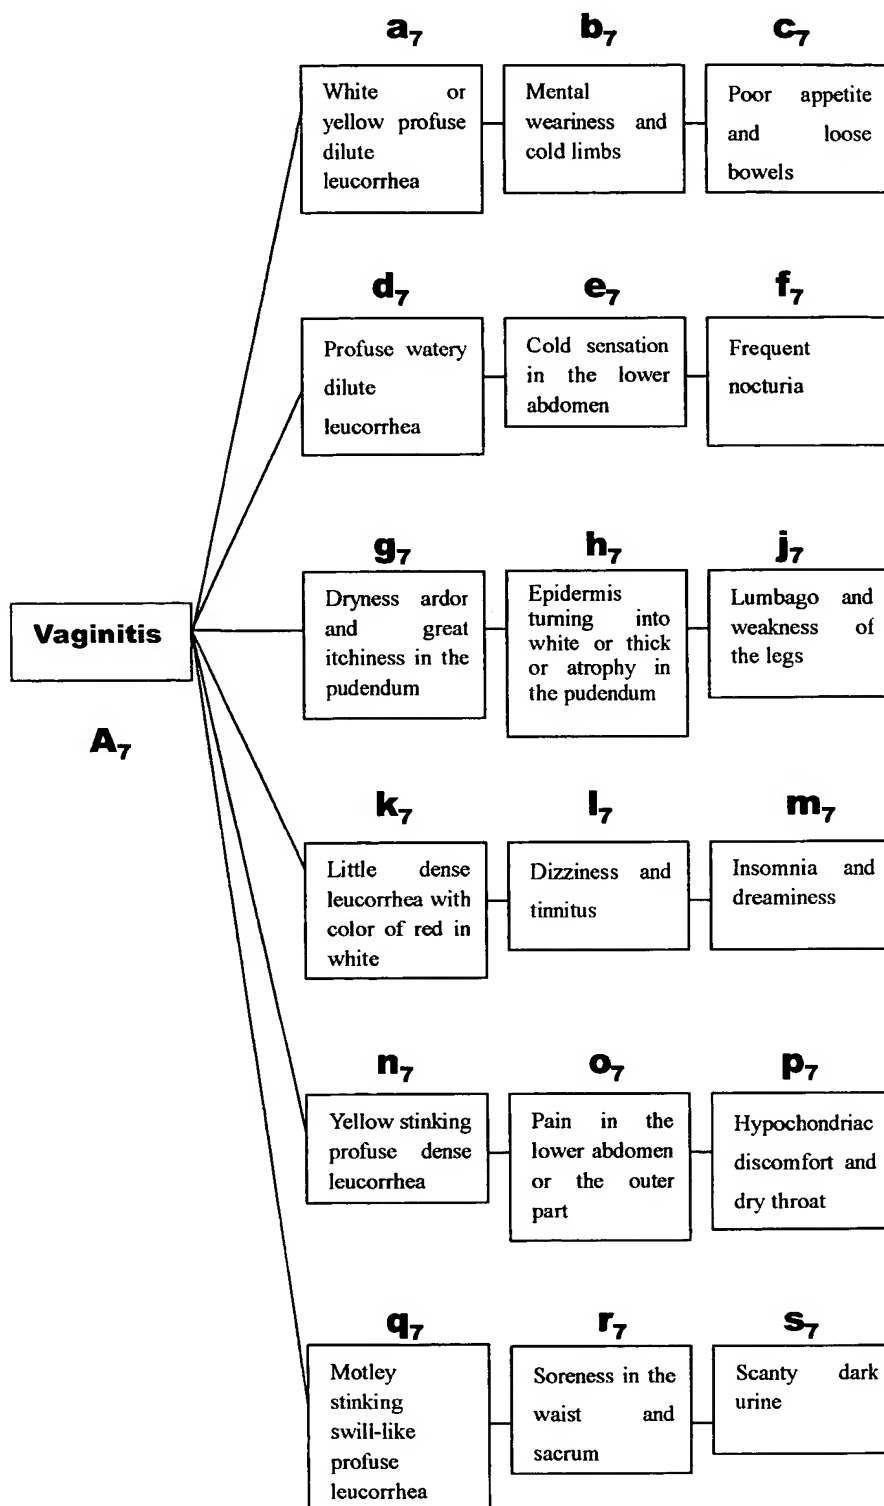 a₇
b₇
c₇
White or
yellow profuse
dilute
leucorrhea
Mental
weariness and
cold limbs
Poor appetite
and loose
bowels
d₇
e₇
f₇
Profuse watery
dilute
leucorrhea
Cold sensation
in the lower
abdomen
Frequent
nocturia
g₇
h₇
j₇
Dryness ardor
and great
itchiness in the
pudendum
Epidermis
turning into
white or thick
or atrophy in
the pudendum
Lumbago and
weakness of
the legs
Vaginitis
A₇
k₇
l₇
m₇
Little dense
leucorrhea with
color of red in
white
Dizziness and
tinnitus
Insomnia and
dreaminess
n₇
o₇
p₇
Yellow stinking
profuse dense
leucorrhea
Pain in the
lower abdomen
or the outer
part
Hypochondriac
discomfort and
dry throat
q₇
r₇
s₇
Motley
stinking
swill-like
profuse
leucorrhea
Soreness in the
waist and
sacrum
Scanty dark
urine